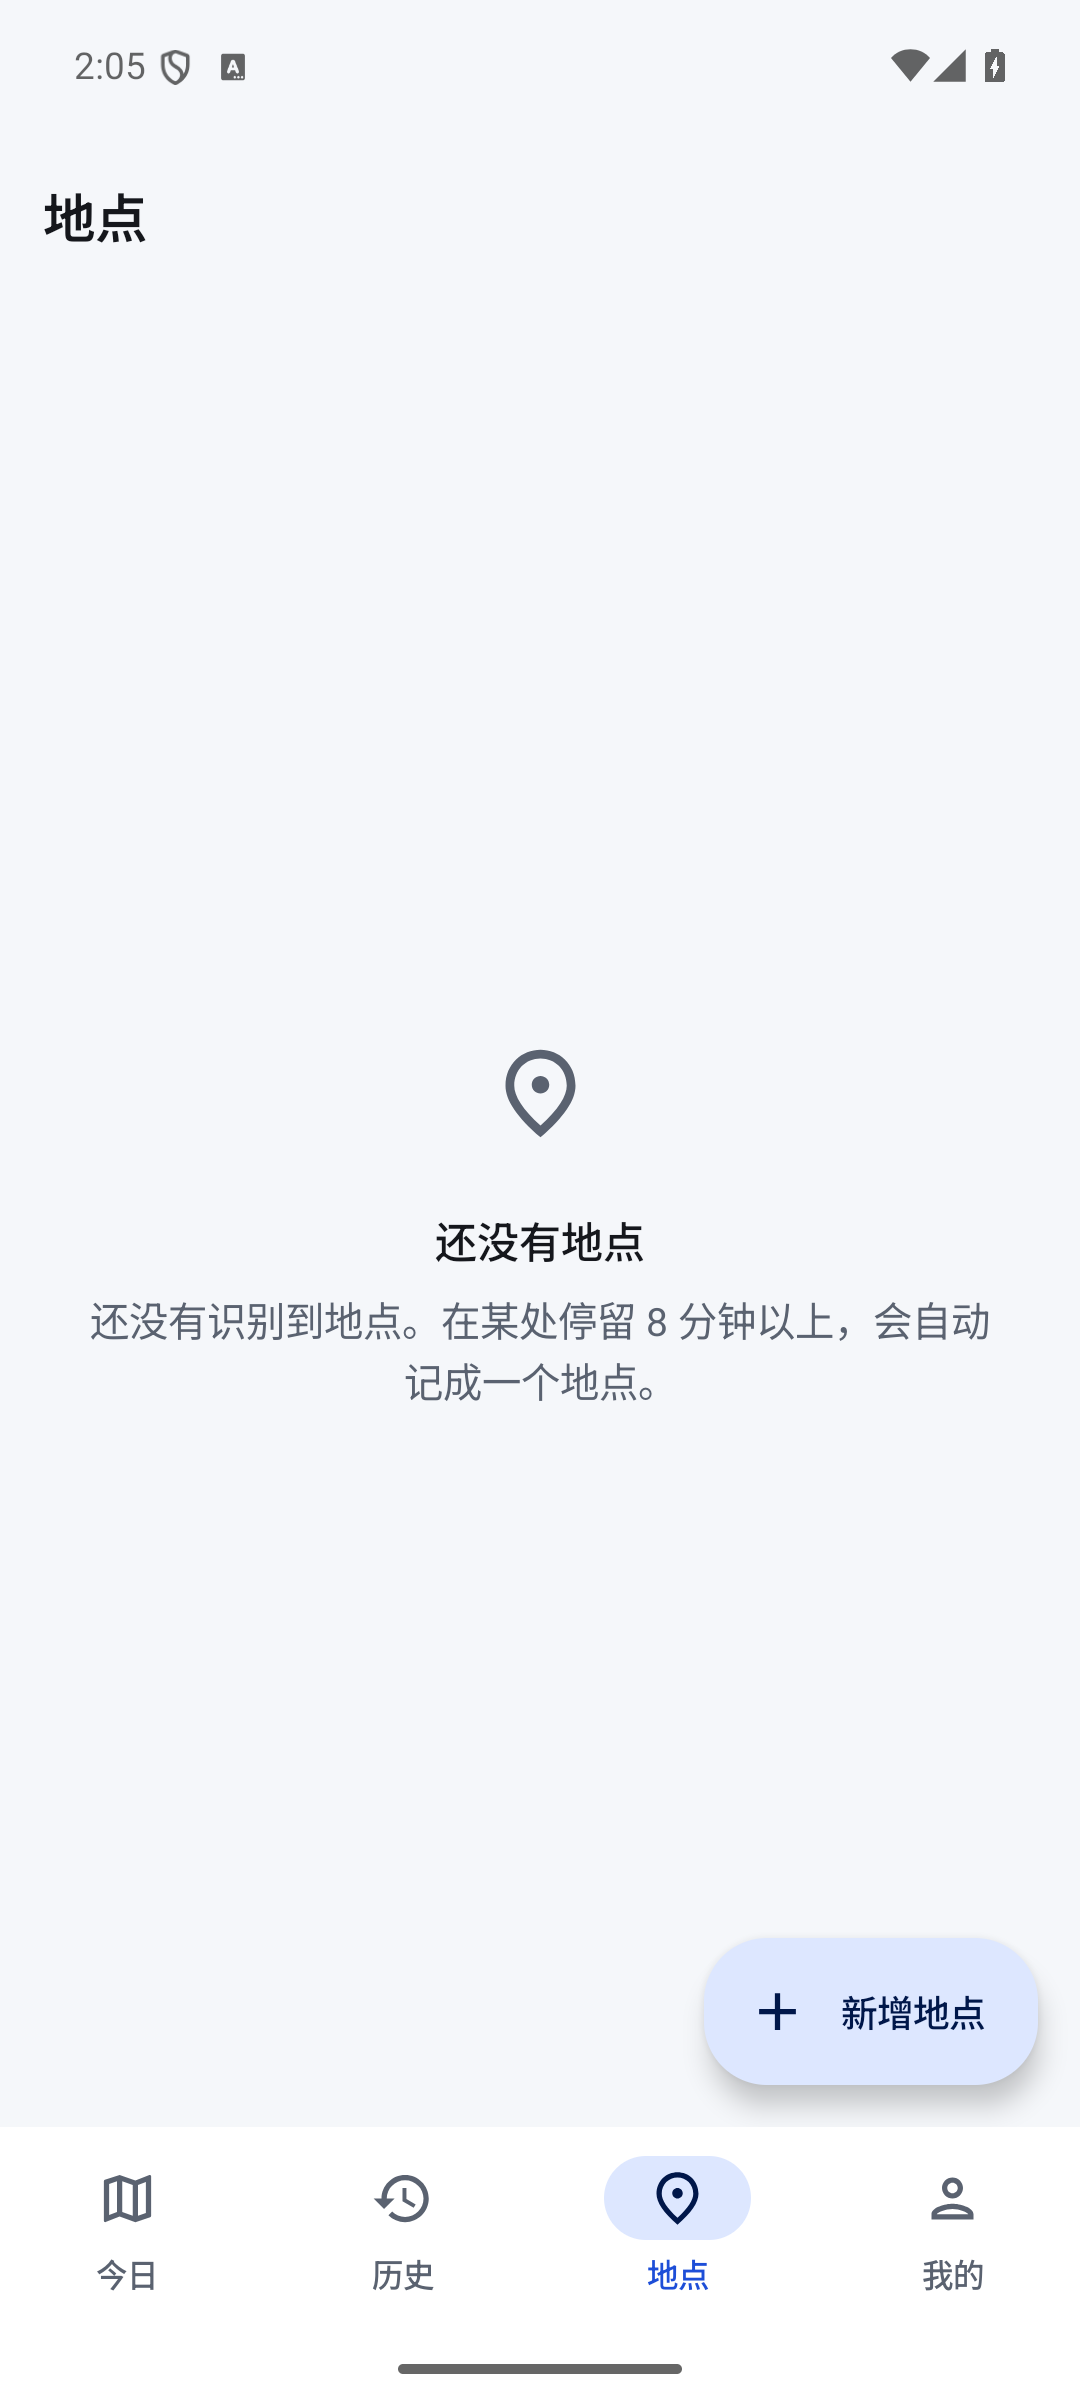 2:05
地点
还没有地点
还没有识别到地点。在某处停留 8 分钟以上，会自动
记成一个地点。
新增地点
今日
历史
地点
我的